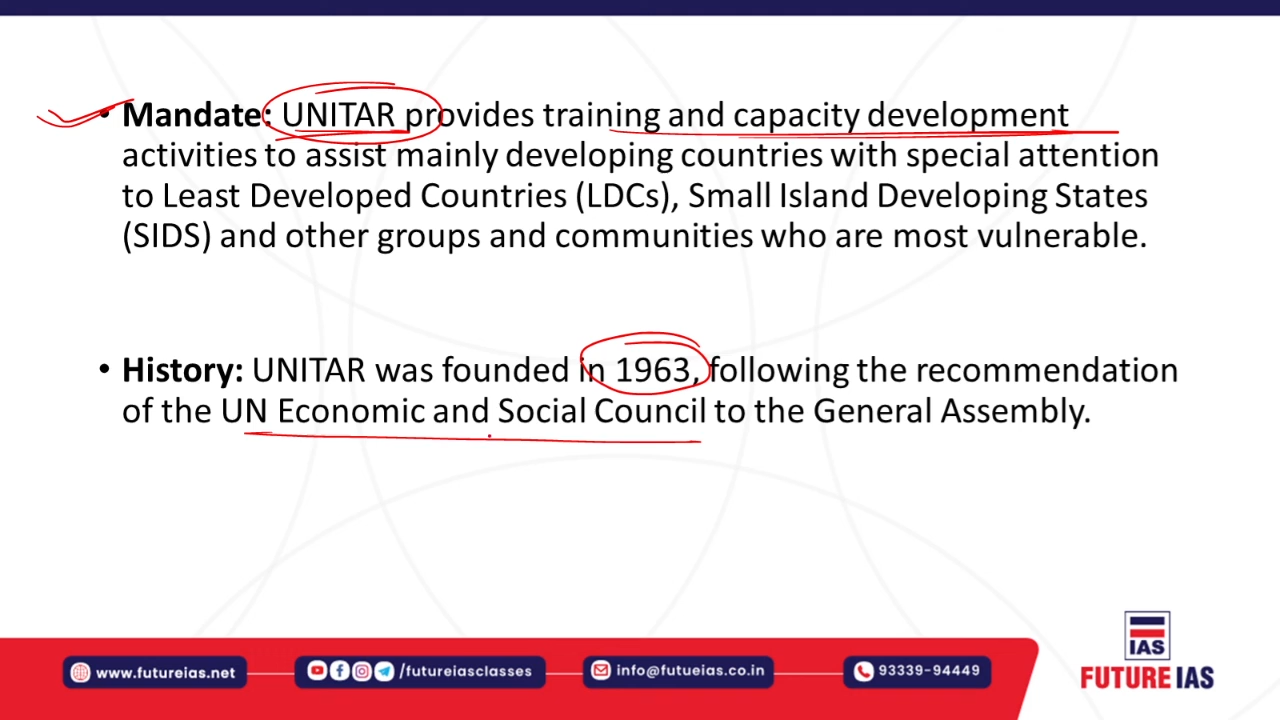 • Mandate: UNITAR provides training and capacity development
activities to assist mainly developing countries with special attention
to Least Developed Countries (LDCs), Small Island Developing States
(SIDS) and other groups and communities who are most vulnerable.
• History: UNITAR was founded in 1963, following the recommendation
of the UN Economic and Social Council to the General Assembly.
www.futureias.net
/futureiasclasses
info@futueias.co.in
93339-94449
IAS
FUTURE IAS